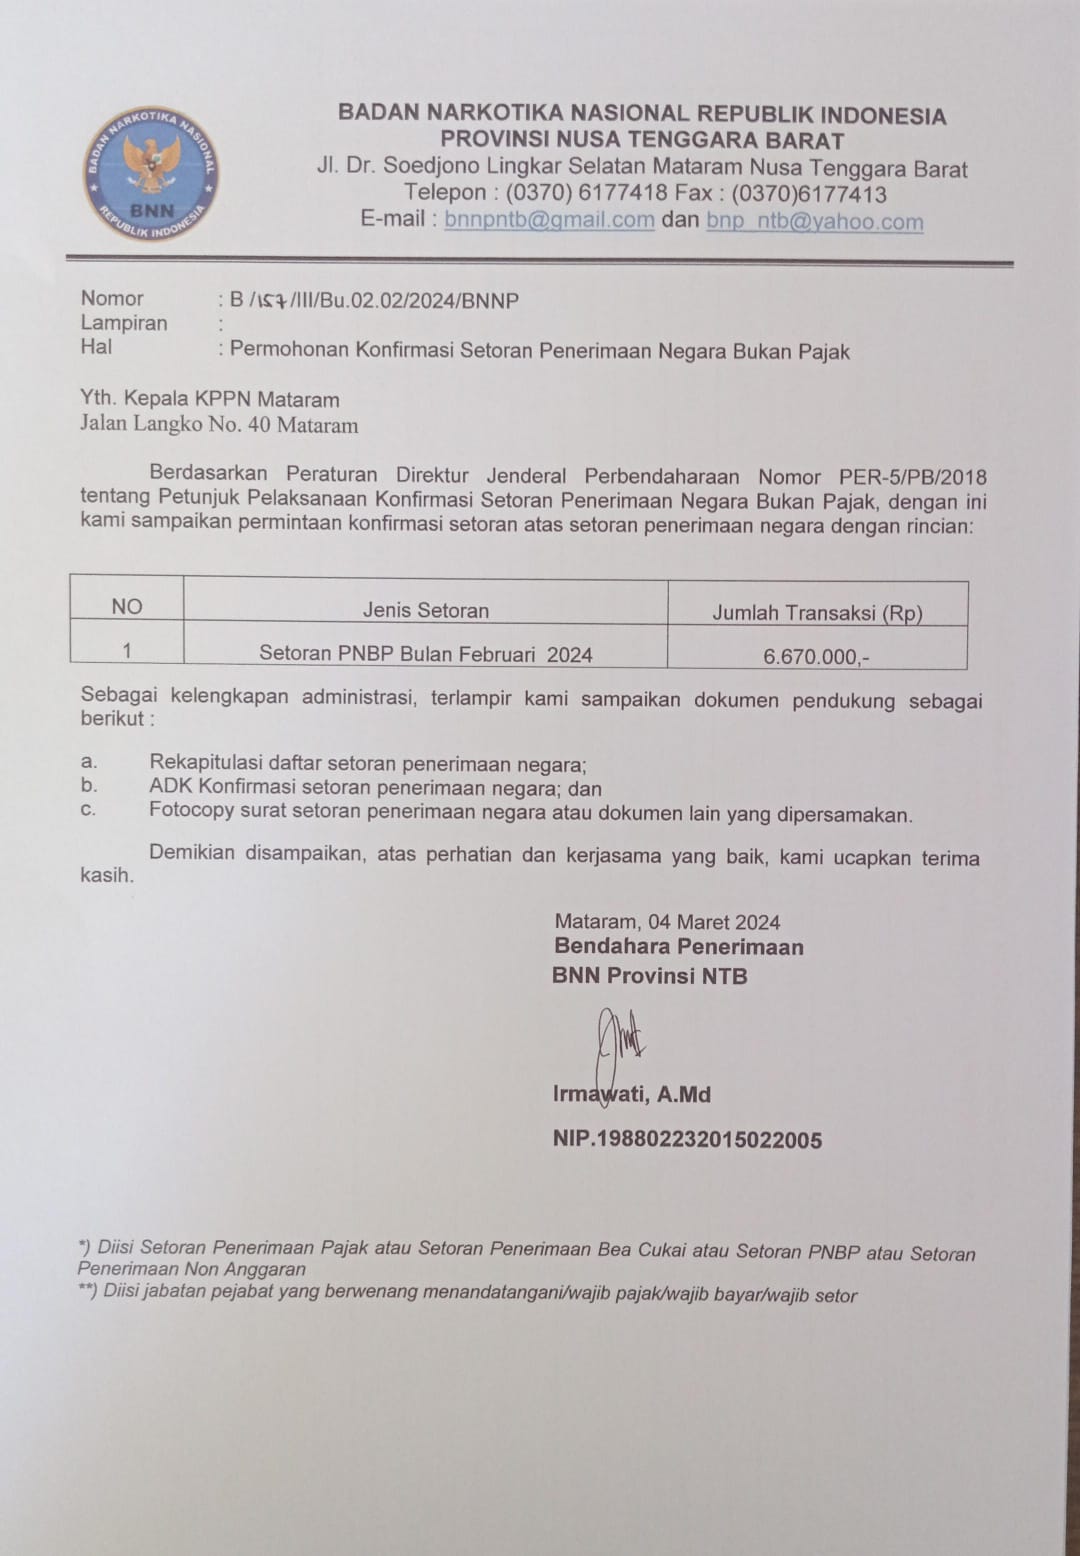 BADAN NARKOTIKA NASIONAL
BNN
REPUBLIK INDONESIA
BADAN NARKOTIKA NASIONAL REPUBLIK INDONESIA
PROVINSI NUSA TENGGARA BARAT
Jl. Dr. Soedjono Lingkar Selatan Mataram Nusa Tenggara Barat
Telepon : (0370) 6177418 Fax : (0370)6177413
E-mail : bnnpntb@gmail.com dan bnp_ntb@yahoo.com
Nomor : B /157/III/Bu.02.02/2024/BNNP
Lampiran :
Hal : Permohonan Konfirmasi Setoran Penerimaan Negara Bukan Pajak
Yth. Kepala KPPN Mataram
Jalan Langko No. 40 Mataram
Berdasarkan Peraturan Direktur Jenderal Perbendaharaan Nomor PER-5/PB/2018
tentang Petunjuk Pelaksanaan Konfirmasi Setoran Penerimaan Negara Bukan Pajak, dengan ini
kami sampaikan permintaan konfirmasi setoran atas setoran penerimaan negara dengan rincian:
NO Jenis Setoran Jumlah Transaksi (Rp)
1 Setoran PNBP Bulan Februari 2024 6.670.000,-
Sebagai kelengkapan administrasi, terlampir kami sampaikan dokumen pendukung sebagai
berikut :
a. Rekapitulasi daftar setoran penerimaan negara;
b. ADK Konfirmasi setoran penerimaan negara; dan
c. Fotocopy surat setoran penerimaan negara atau dokumen lain yang dipersamakan.
Demikian disampaikan, atas perhatian dan kerjasama yang baik, kami ucapkan terima
kasih.
Mataram, 04 Maret 2024
Bendahara Penerimaan
BNN Provinsi NTB
Irmawati, A.Md
NIP.198802232015022005
*) Diisi Setoran Penerimaan Pajak atau Setoran Penerimaan Bea Cukai atau Setoran PNBP atau Setoran
Penerimaan Non Anggaran
**) Diisi jabatan pejabat yang berwenang menandatangani/wajib pajak/wajib bayar/wajib setor